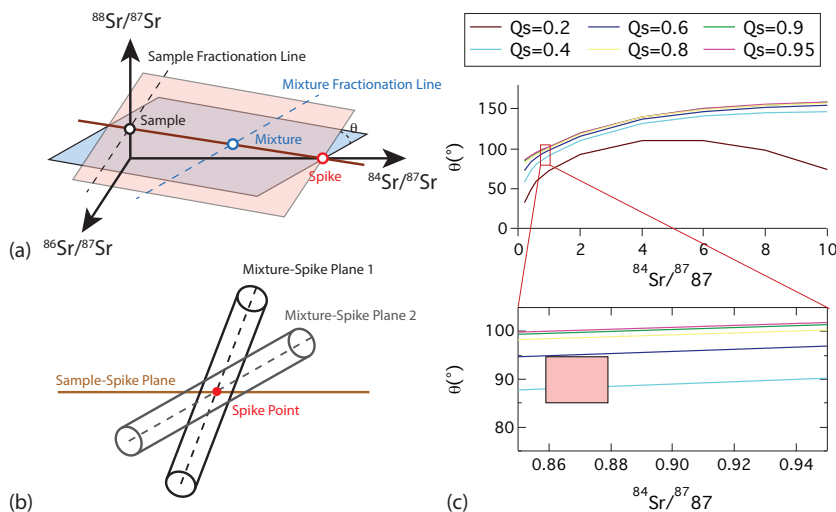 ⁸⁸Sr/⁸⁷Sr
(a)
Sample Fractionation Line
Mixture Fractionation Line
Sample
Mixture
θ
Spike
⁸⁴Sr/⁸⁷Sr
⁸⁶Sr/⁸⁷Sr
Mixture-Spike Plane 1
Mixture-Spike Plane 2
Sample-Spike Plane
Spike Point
(b)
Qs=0.2 Qs=0.6 Qs=0.9
Qs=0.4 Qs=0.8 Qs=0.95
(c)
θ(°)
150
100
50
0
0 2 4 6 8 10
⁸⁴Sr/⁸⁷87
θ(°)
100
90
80
0.86 0.88 0.90 0.92 0.94
⁸⁴Sr/⁸⁷87